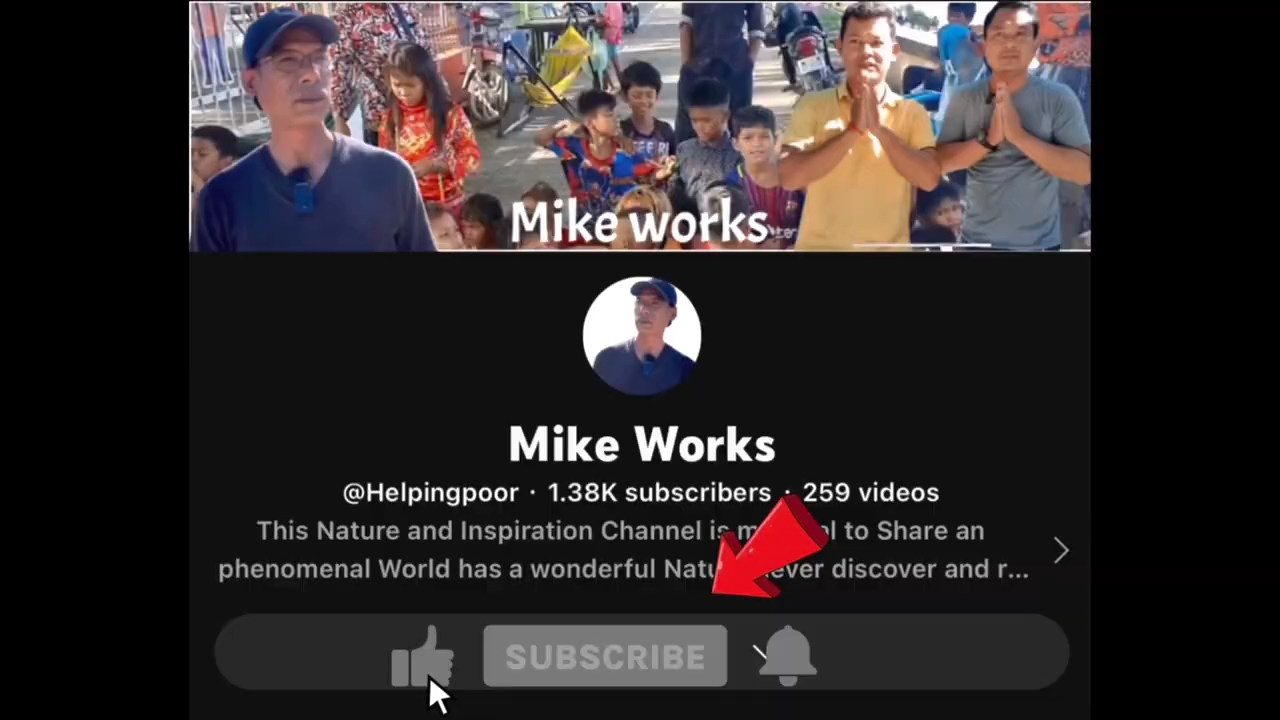 Mike works
Mike Works
@Helpingpoor · 1.38K subscribers · 259 videos
This Nature and Inspiration Channel is to Share an
phenomenal World has a wonderful discover and r...
SUBSCRIBE